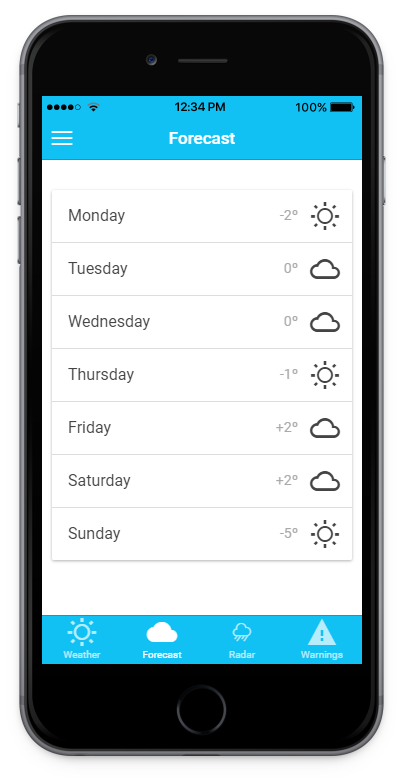 12:34 PM 100%
Forecast
Monday -2º
Tuesday 0º
Wednesday 0º
Thursday -1º
Friday +2º
Saturday +2º
Sunday -5º
Weather Forecast Radar Warnings